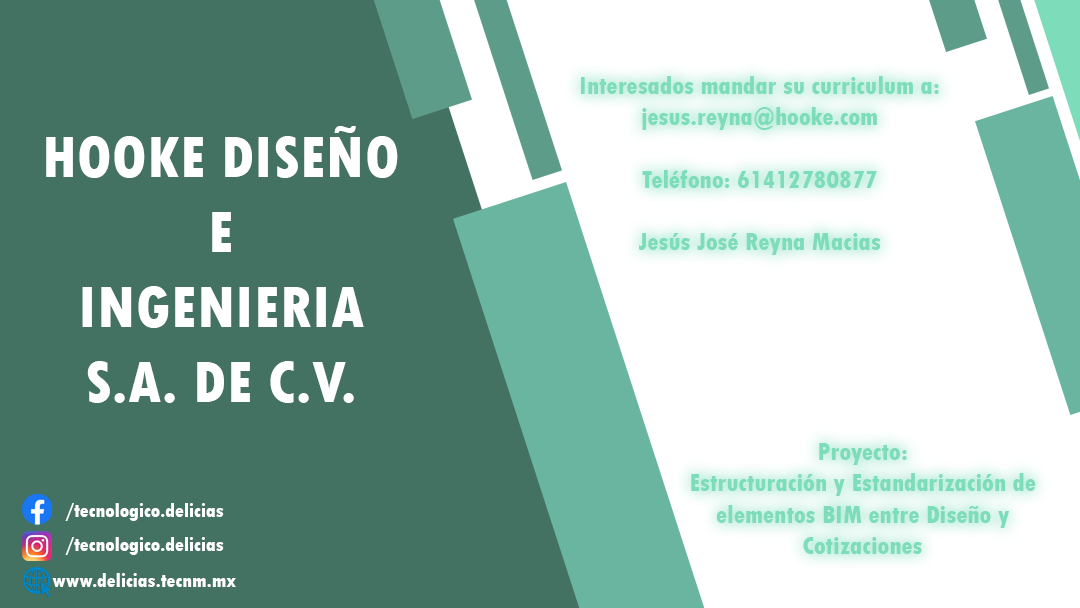 HOOKE DISEÑO
E
INGENIERIA
S.A. DE C.V.
/tecnologico.delicias
/tecnologico.delicias
www.delicias.tecnm.mx
Interesados mandar su curriculum a:
jesus.reyna@hooke.com
Teléfono: 61412780877
Jesús José Reyna Macias
Proyecto:
Estructuración y Estandarización de
elementos BIM entre Diseño y
Cotizaciones